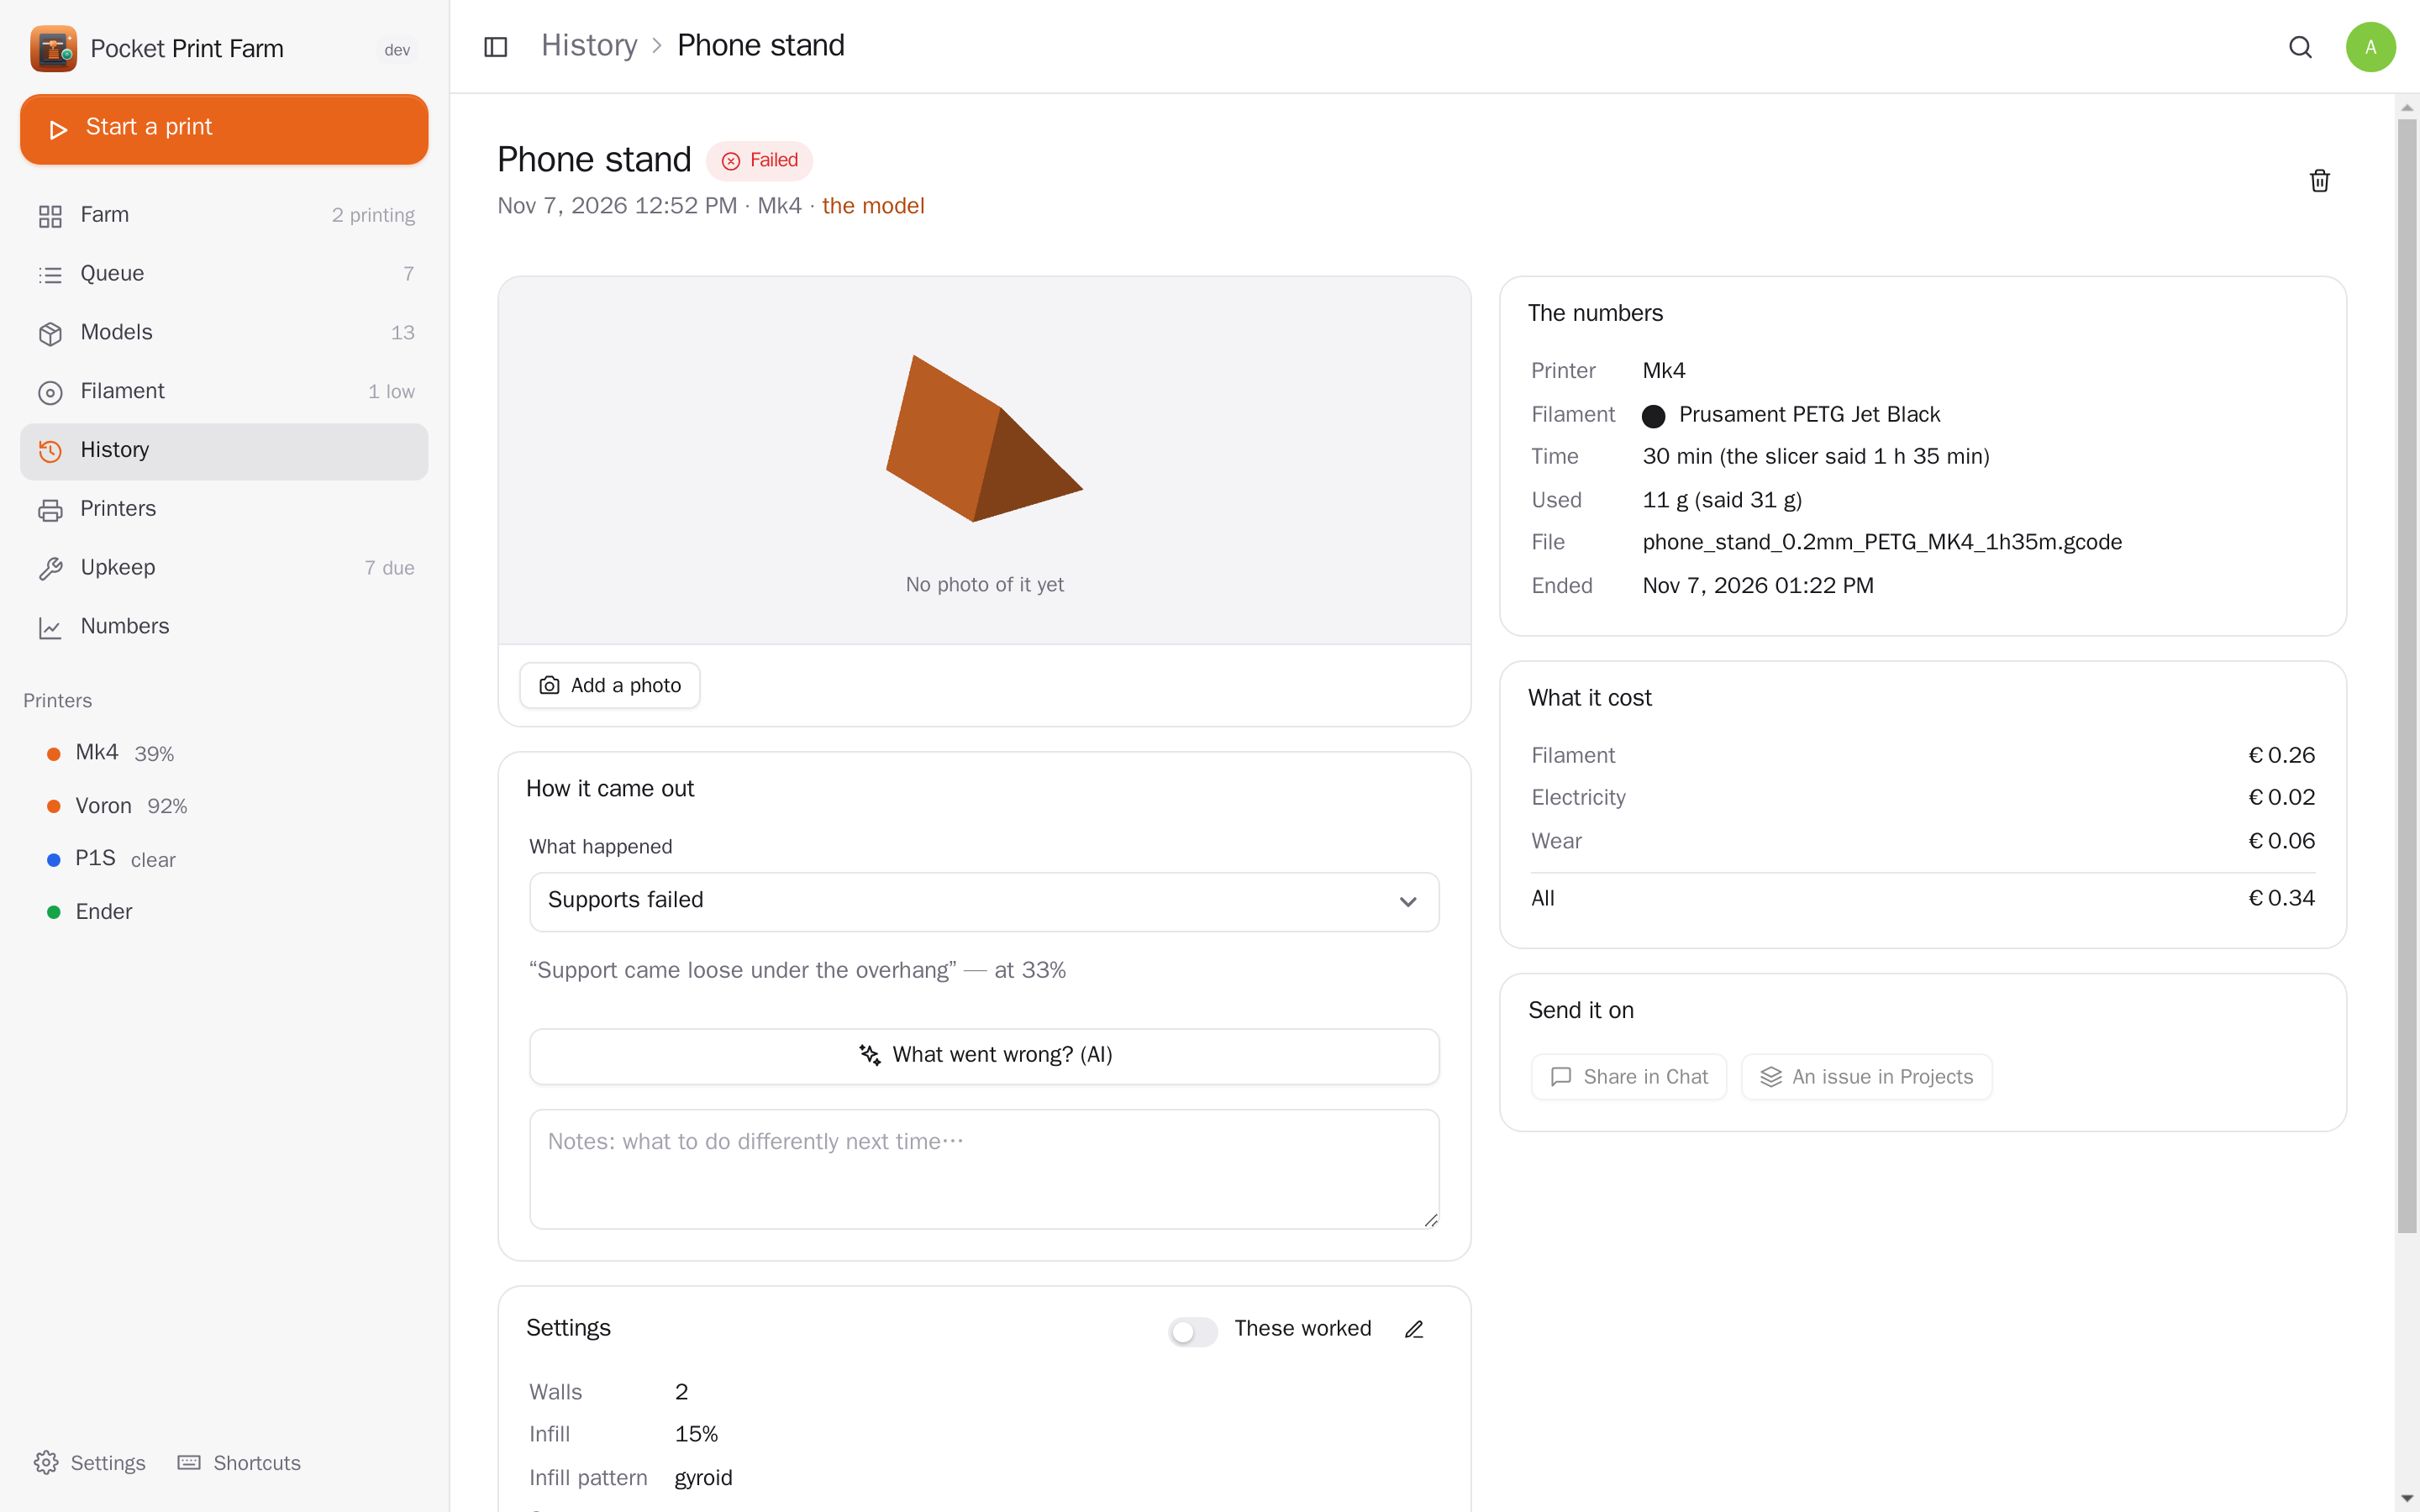 Pocket Print Farm
dev
Start a print
Farm 2 printing
Queue 7
Models 13
Filament 1 low
History
Printers
Upkeep 7 due
Numbers
Printers
Mk4 39%
Voron 92%
P1S clear
Ender
Settings Shortcuts
History > Phone stand
A
Phone stand Failed
Nov 7, 2026 12:52 PM · Mk4 · the model
No photo of it yet
Add a photo
How it came out
What happened
Supports failed
“Support came loose under the overhang” — at 33%
What went wrong? (AI)
Notes: what to do differently next time…
Settings These worked
Walls 2
Infill 15%
Infill pattern gyroid
The numbers
Printer Mk4
Filament Prusament PETG Jet Black
Time 30 min (the slicer said 1 h 35 min)
Used 11 g (said 31 g)
File phone_stand_0.2mm_PETG_MK4_1h35m.gcode
Ended Nov 7, 2026 01:22 PM
What it cost
Filament € 0.26
Electricity € 0.02
Wear € 0.06
All € 0.34
Send it on
Share in Chat An issue in Projects